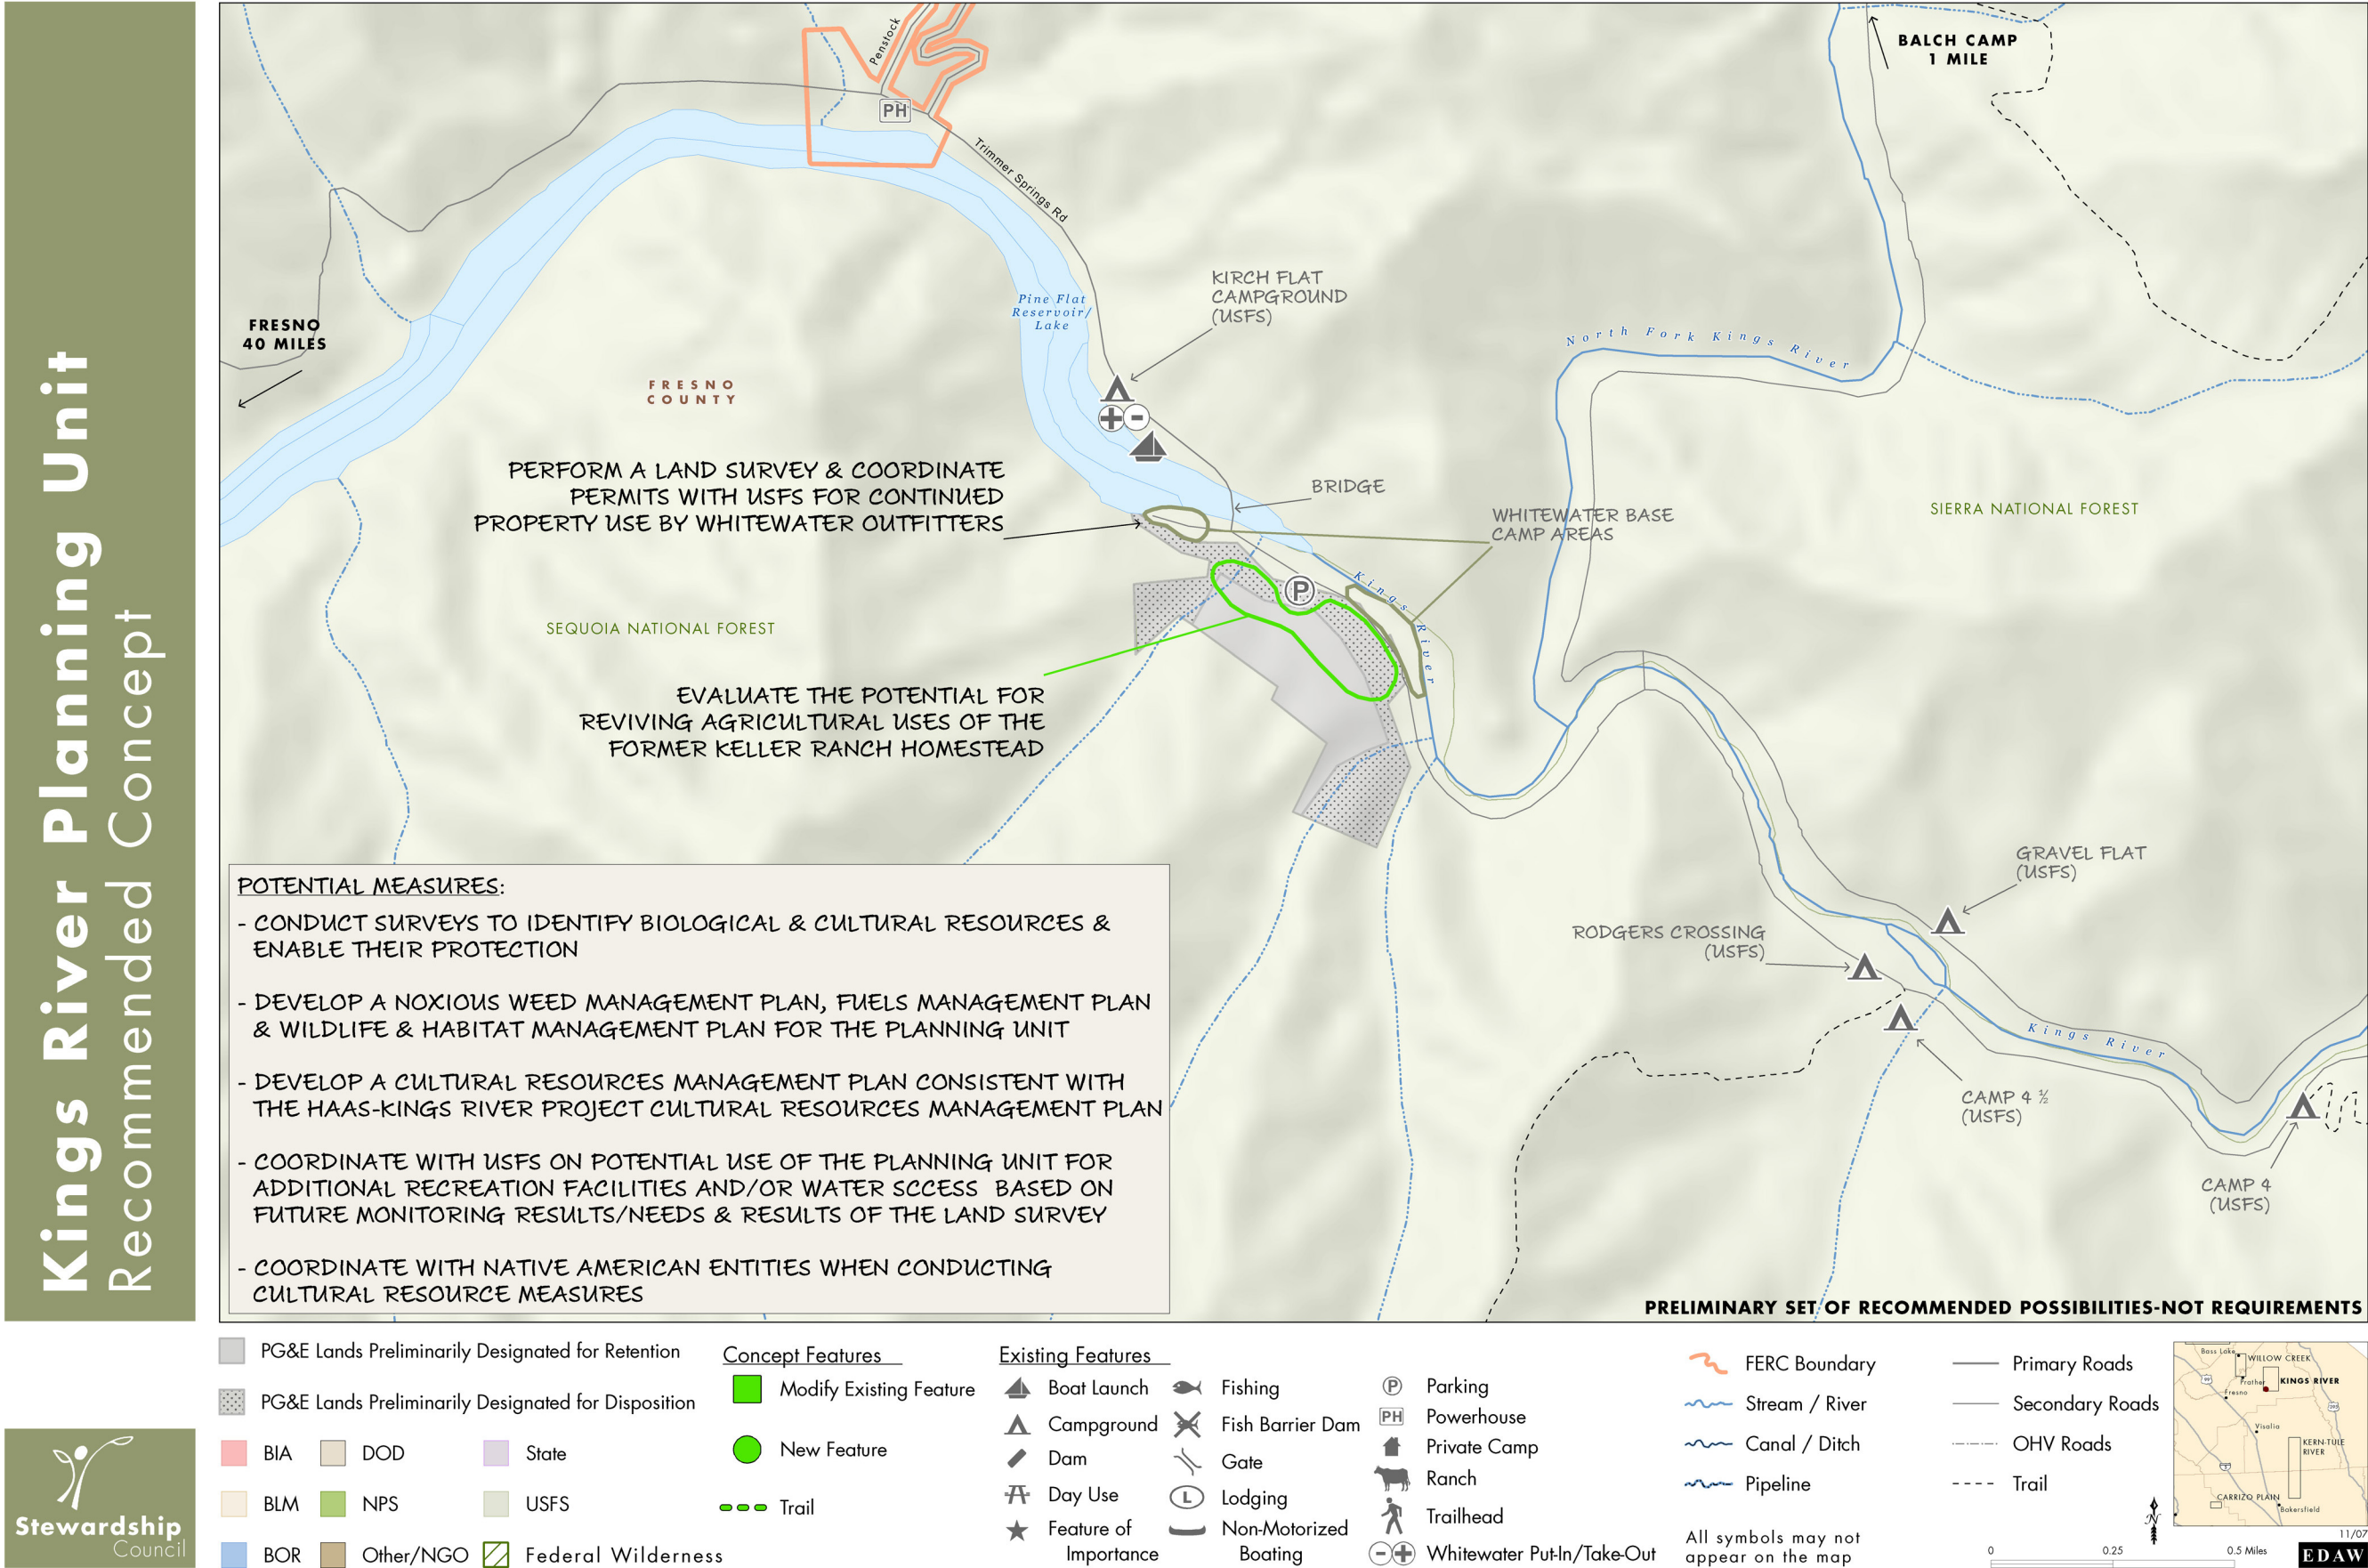 Kings River Planning Unit
Recommended Concept
Penstock
PH
Trimmer Springs Rd
BALCH CAMP
1 MILE
FRESNO
40 MILES
Pine Flat
Reservoir/
Lake
KIRCH FLAT
CAMPGROUND
(USFS)
North Fork Kings River
FRESNO
COUNTY
PERFORM A LAND SURVEY & COORDINATE
PERMITS WITH USFS FOR CONTINUED
PROPERTY USE BY WHITEWATER OUTFITTERS
BRIDGE
WHITEWATER BASE
CAMP AREAS
SIERRA NATIONAL FOREST
P
Kings River
SEQUOIA NATIONAL FOREST
EVALUATE THE POTENTIAL FOR
REVIVING AGRICULTURAL USES OF THE
FORMER KELLER RANCH HOMESTEAD
GRAVEL FLAT
(USFS)
RODGERS CROSSING
(USFS)
Kings River
CAMP 4 ½
(USFS)
CAMP 4
(USFS)
POTENTIAL MEASURES:
- CONDUCT SURVEYS TO IDENTIFY BIOLOGICAL & CULTURAL RESOURCES &
ENABLE THEIR PROTECTION
- DEVELOP A NOXIOUS WEED MANAGEMENT PLAN, FUELS MANAGEMENT PLAN
& WILDLIFE & HABITAT MANAGEMENT PLAN FOR THE PLANNING UNIT
- DEVELOP A CULTURAL RESOURCES MANAGEMENT PLAN CONSISTENT WITH
THE HAAS-KINGS RIVER PROJECT CULTURAL RESOURCES MANAGEMENT PLAN
- COORDINATE WITH USFS ON POTENTIAL USE OF THE PLANNING UNIT FOR
ADDITIONAL RECREATION FACILITIES AND/OR WATER SCCESS BASED ON
FUTURE MONITORING RESULTS/NEEDS & RESULTS OF THE LAND SURVEY
- COORDINATE WITH NATIVE AMERICAN ENTITIES WHEN CONDUCTING
CULTURAL RESOURCE MEASURES
PRELIMINARY SET OF RECOMMENDED POSSIBILITIES-NOT REQUIREMENTS
PG&E Lands Preliminarily Designated for Retention
PG&E Lands Preliminarily Designated for Disposition
BIA
DOD
State
BLM
NPS
USFS
BOR
Other/NGO
Federal Wilderness
Concept Features
Modify Existing Feature
New Feature
Trail
Existing Features
Boat Launch
Campground
Dam
Day Use
Feature of
Importance
Fishing
Fish Barrier Dam
Gate
L
Lodging
Non-Motorized
Boating
P
Parking
PH
Powerhouse
Private Camp
Ranch
Trailhead
Whitewater Put-In/Take-Out
FERC Boundary
Stream / River
Canal / Ditch
Pipeline
All symbols may not
appear on the map
Primary Roads
Secondary Roads
OHV Roads
Trail
Bass Lake
WILLOW CREEK
Prather
KINGS RIVER
Fresno
Visalia
KERN-TULE
RIVER
CARRIZO PLAIN
Bakersfield
N
11/07
0
0.25
0.5 Miles
EDAW
Stewardship
Council